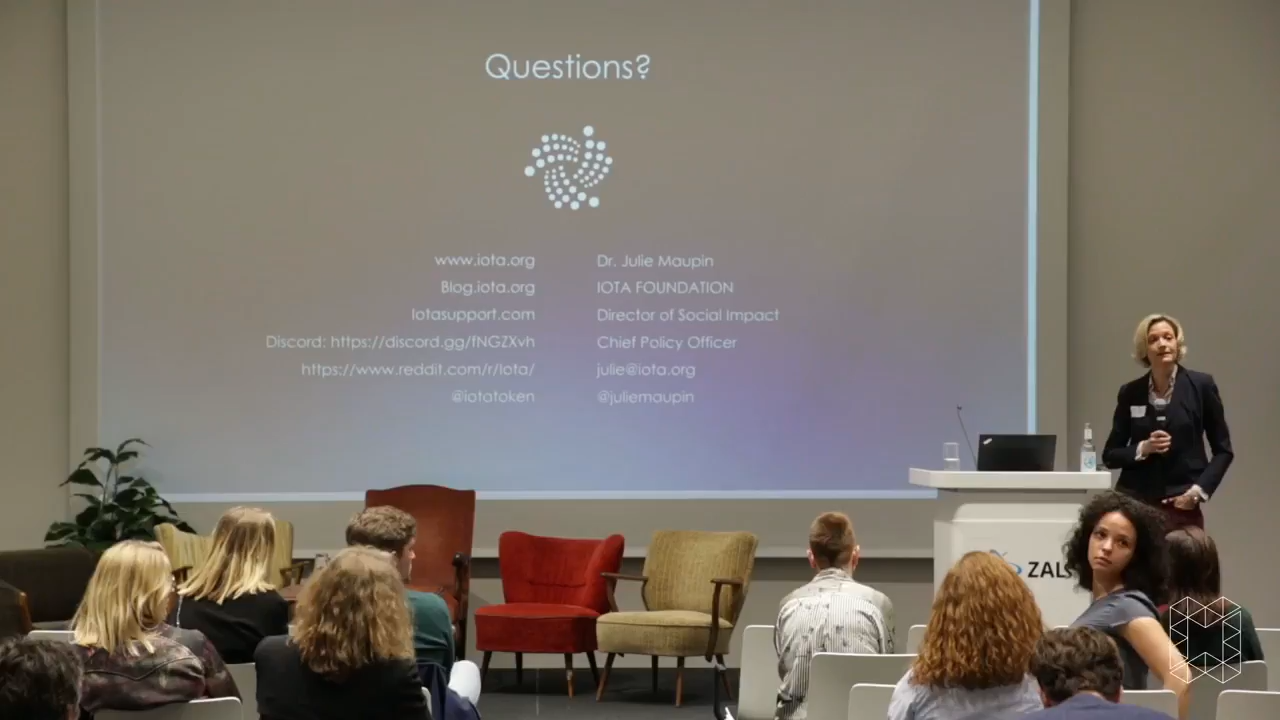 Questions?
www.iota.org
Blog.iota.org
Iotasupport.com
Discord: https://discord.gg/fNGZXvh
https://www.reddit.com/r/Iota/
@iotatoken
Dr. Julie Maupin
IOTA FOUNDATION
Director of Social Impact
Chief Policy Officer
julie@iota.org
@juliemaupin
ZALS